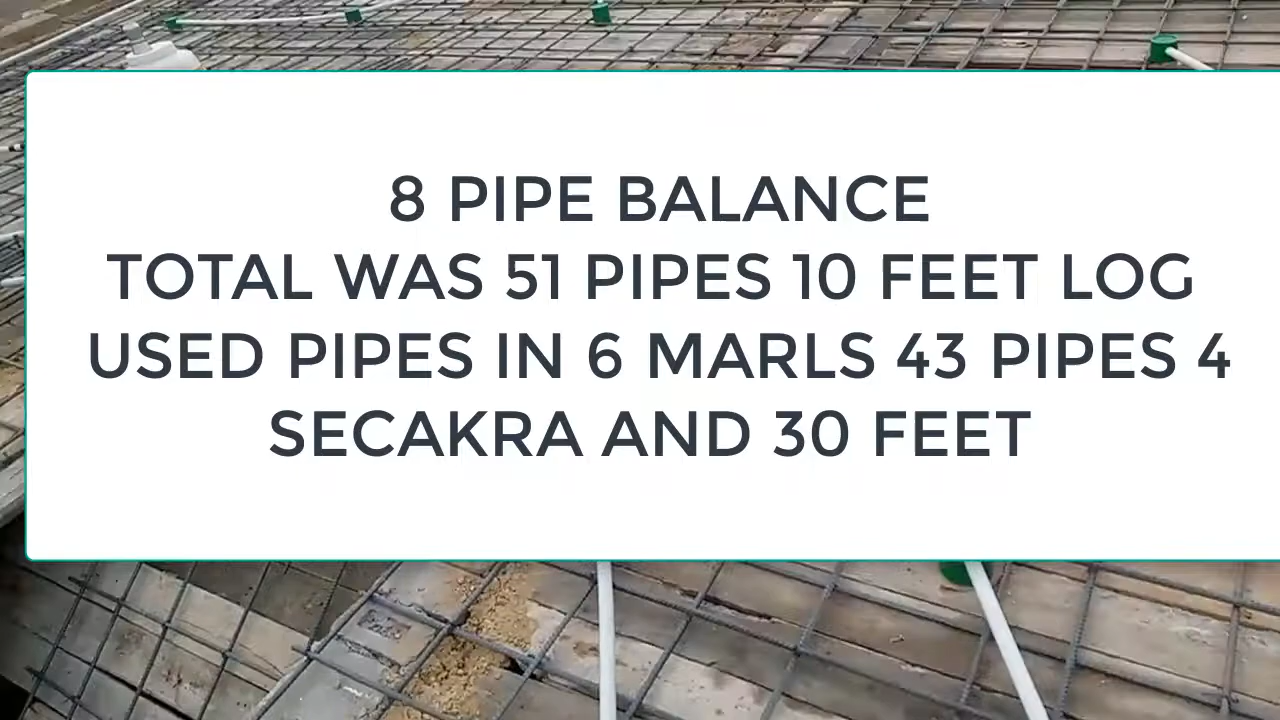 8 PIPE BALANCE
TOTAL WAS 51 PIPES 10 FEET LOG
USED PIPES IN 6 MARLS 43 PIPES 4
SECAKRA AND 30 FEET